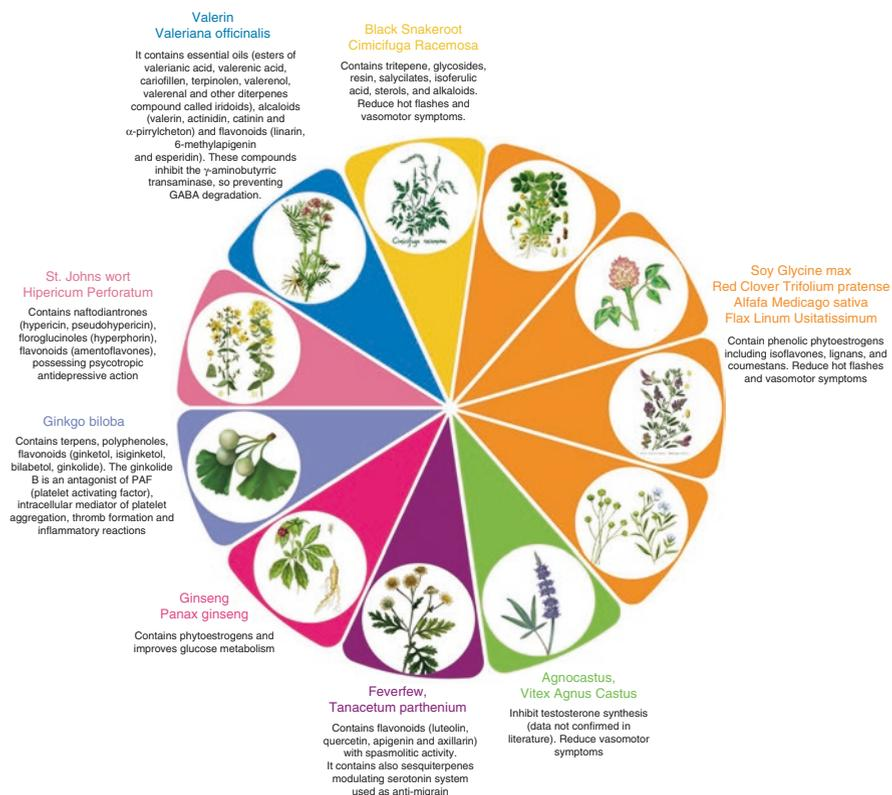 Valerin
Valeriana officinalis
It contains essential oils (esters of
valerianic acid, valerenic acid,
cariofillen, terpinolen, valerenol,
valerenal and other diterpenes
compound called iridoids), alcaloids
(valerin, actinidin, catinin and
α-pirrylcheton) and flavonoids (linarin,
6-methylapigenin
and esperidin). These compounds
inhibit the γ-aminobutyrric
transaminase, so preventing
GABA degradation.
Black Snakeroot
Cimicifuga Racemosa
Contains tritepene, glycosides,
resin, salycilates, isoferulic
acid, sterols, and alkaloids.
Reduce hot flashes and
vasomotor symptoms.
Cimicifuga racemosa
Soy Glycine max
Red Clover Trifolium pratense
Alfafa Medicago sativa
Flax Linum Usitatissimum
Contain phenolic phytoestrogens
including isoflavones, lignans, and
coumestans. Reduce hot flashes
and vasomotor symptoms
St. Johns wort
Hipericum Perforatum
Contains naftodiantrones
(hypericin, pseudohypericin),
floroglucinoles (hyperphorin),
flavonoids (amentoflavones),
possessing psycotropic
antidepressive action
Ginkgo biloba
Contains terpens, polyphenoles,
flavonoids (ginketol, isiginketol,
bilabetol, ginkolide). The ginkolide
B is an antagonist of PAF
(platelet activating factor),
intracellular mediator of platelet
aggregation, thromb formation and
inflammatory reactions
Ginseng
Panax ginseng
Contains phytoestrogens and
improves glucose metabolism
Feverfew,
Tanacetum parthenium
Contains flavonoids (luteolin,
quercetin, apigenin and axillarin)
with spasmolitic activity.
It contains also sesquiterpenes
modulating serotonin system
used as anti-migrain
Agnocastus,
Vitex Agnus Castus
Inhibit testosterone synthesis
(data not confirmed in
literature). Reduce vasomotor
symptoms